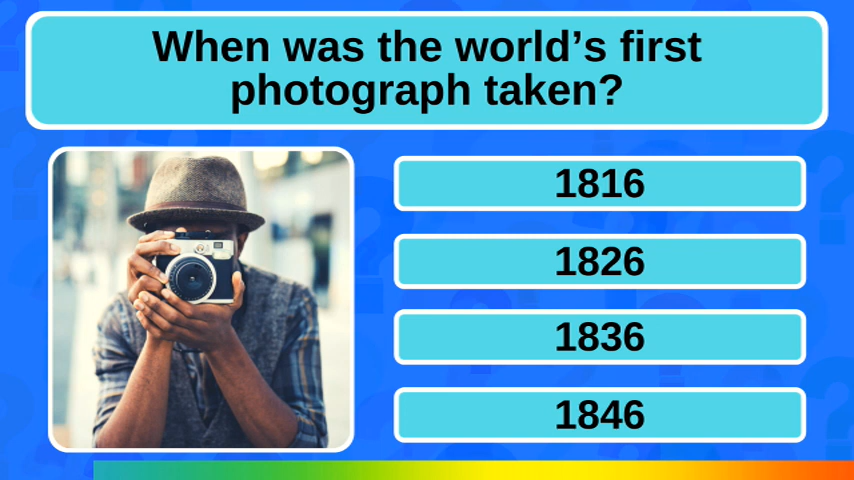 When was the world’s first
photograph taken?
1816
1826
1836
1846